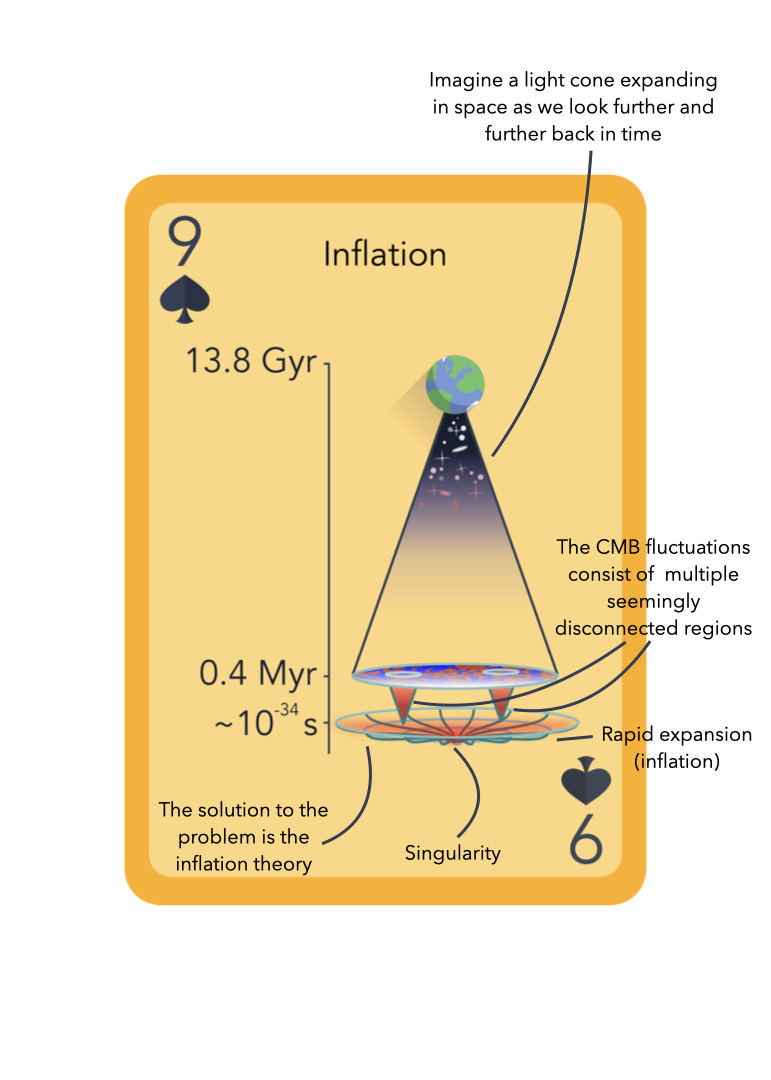 Imagine a light cone expanding
in space as we look further and
further back in time
9
Inflation
13.8 Gyr
The CMB fluctuations
consist of multiple
seemingly
disconnected regions
0.4 Myr
~10-34 s
Rapid expansion
(inflation)
The solution to the
problem is the
inflation theory
Singularity
9